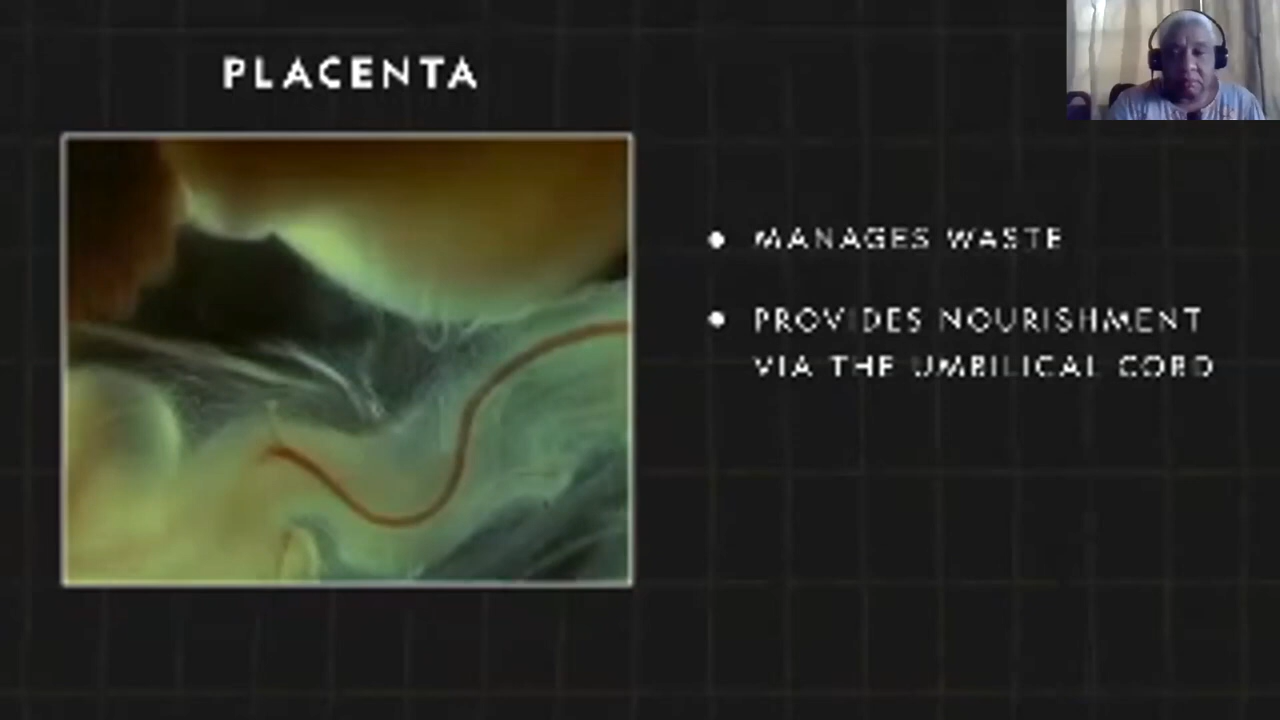 PLACENTA
MANAGES WASTE
PROVIDES NOURISHMENT
VIA THE UMBILICAL CORD